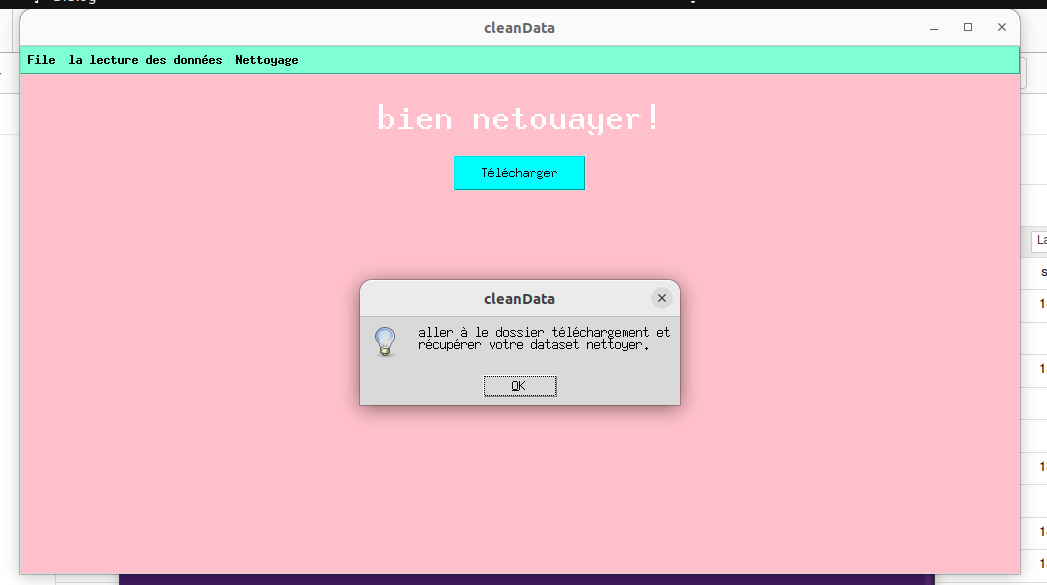 cleanData
File la lecture des données Nettoyage
bien netouayer!
Télécharger
cleanData
aller à le dossier téléchargement et
récupérer votre dataset nettoyer.
OK